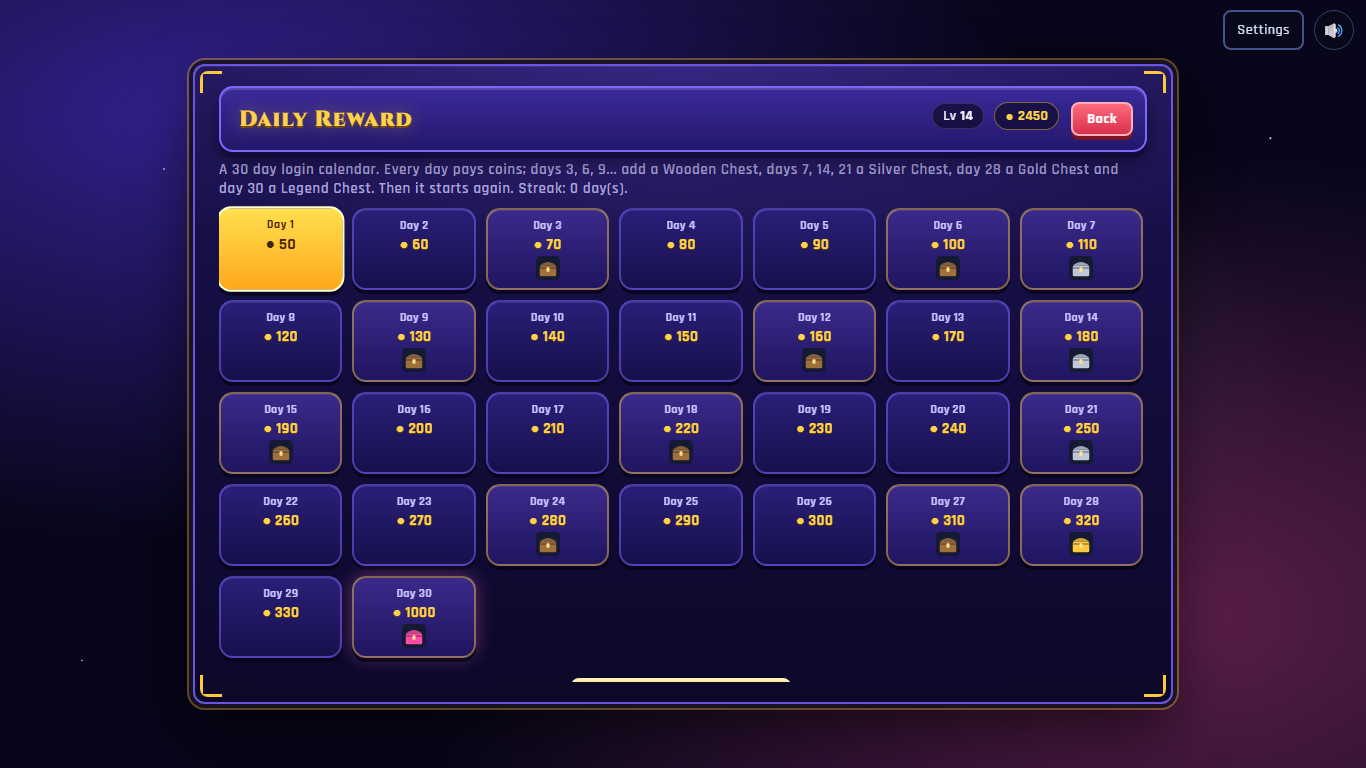 Settings
Daily Reward
Lv 14
2450
Back
A 30 day login calendar. Every day pays coins; days 3, 6, 9... add a Wooden Chest, days 7, 14, 21 a Silver Chest, day 28 a Gold Chest and
day 30 a Legend Chest. Then it starts again. Streak: 0 day(s).
Day 1
50
Day 2
60
Day 3
70
Day 4
80
Day 5
90
Day 6
100
Day 7
110
Day 8
120
Day 9
130
Day 10
140
Day 11
150
Day 12
160
Day 13
170
Day 14
180
Day 15
190
Day 16
200
Day 17
210
Day 18
220
Day 19
230
Day 20
240
Day 21
250
Day 22
260
Day 23
270
Day 24
280
Day 25
290
Day 26
300
Day 27
310
Day 28
320
Day 29
330
Day 30
1000